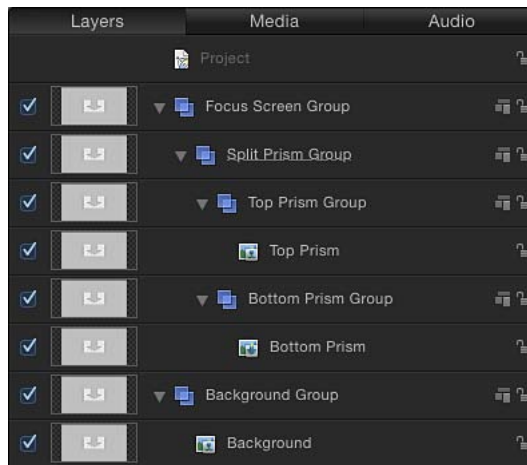 Layers Media Audio
Project
Focus Screen Group
Split Prism Group
Top Prism Group
Top Prism
Bottom Prism Group
Bottom Prism
Background Group
Background